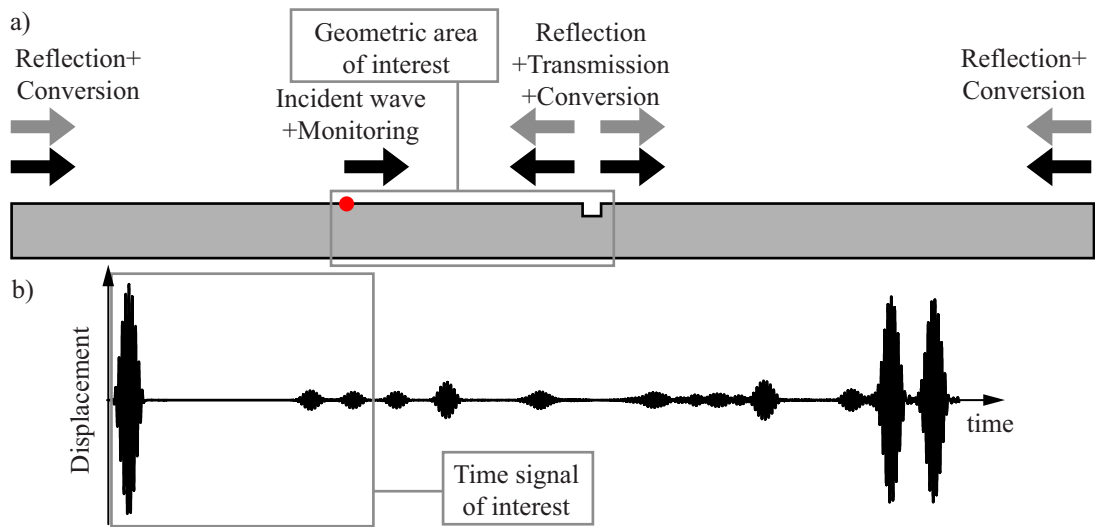 a)
Reflection+
Conversion
Geometric area
of interest
Incident wave
+Monitoring
Reflection
+Transmission
+Conversion
Reflection+
Conversion
b)
Displacement
time
Time signal
of interest